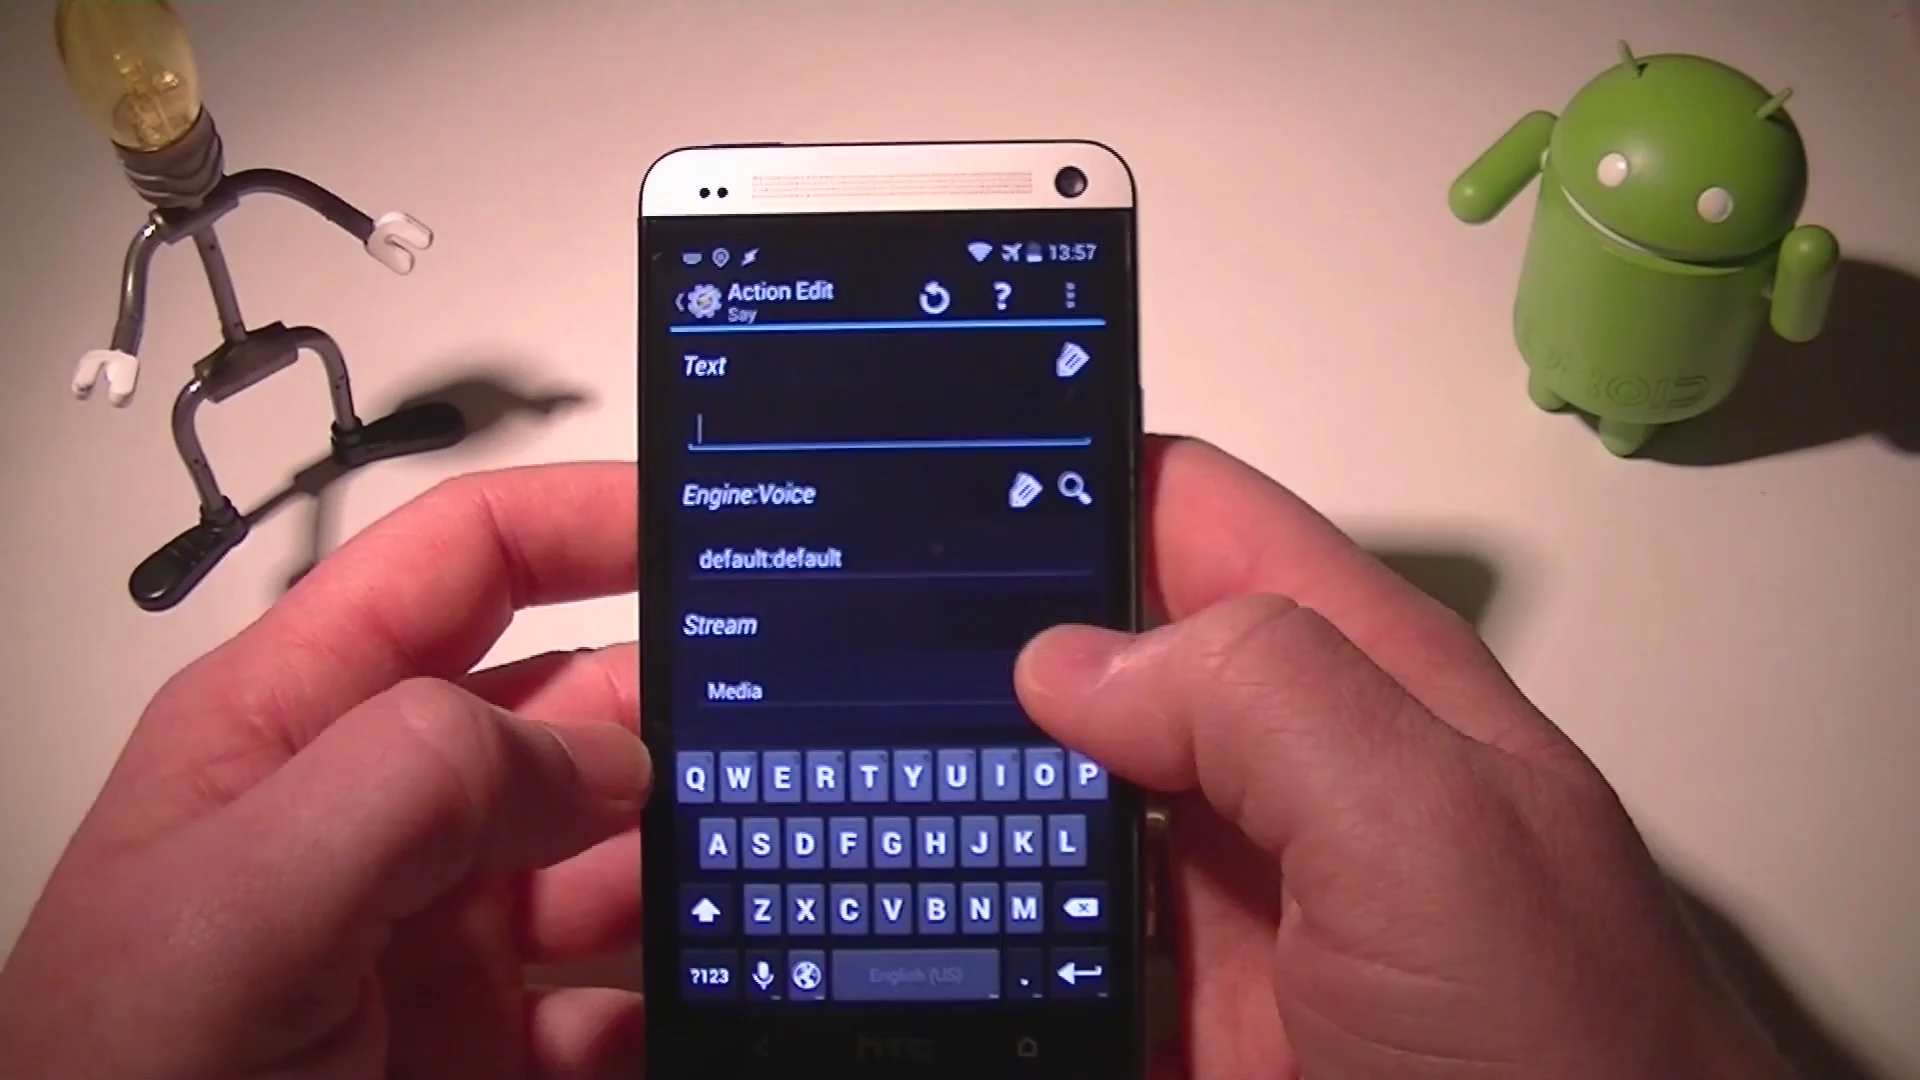 13:57
Action Edit
Say
Text
Engine:Voice
default:default
Stream
Media
Q W E R T Y U I O P
A S D F G H J K L
Z X C V B N M
?123 English (US) .
hTC